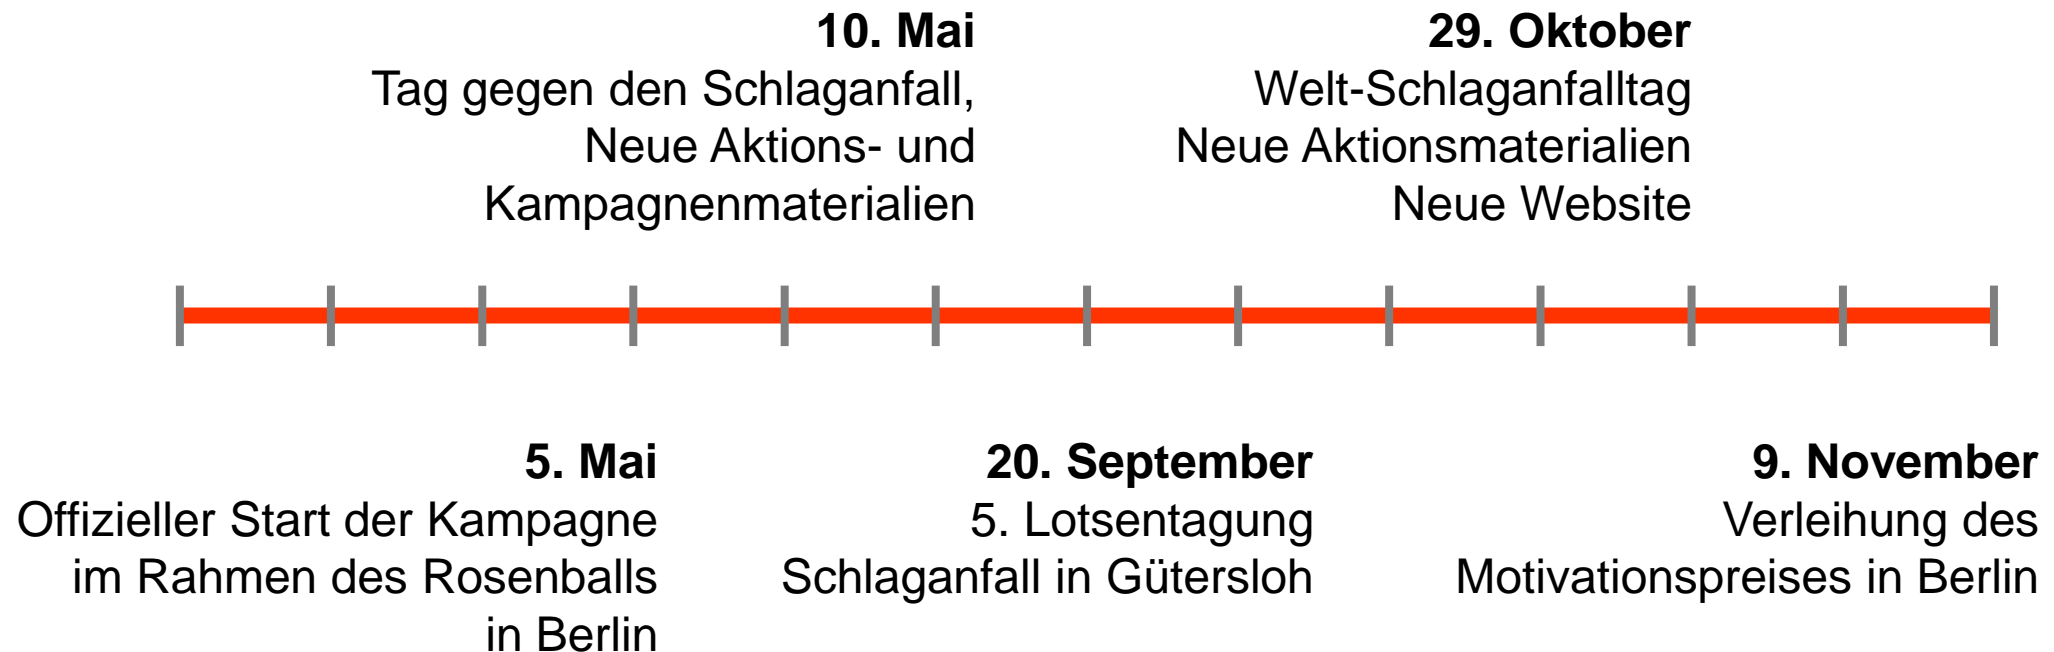 10. Mai
Tag gegen den Schlaganfall,
Neue Aktions- und
Kampagnenmaterialien
29. Oktober
Welt-Schlaganfalltag
Neue Aktionsmaterialien
Neue Website
5. Mai
Offizieller Start der Kampagne
im Rahmen des Rosenballs
in Berlin
20. September
5. Lotsentagung
Schlaganfall in Gütersloh
9. November
Verleihung des
Motivationspreises in Berlin